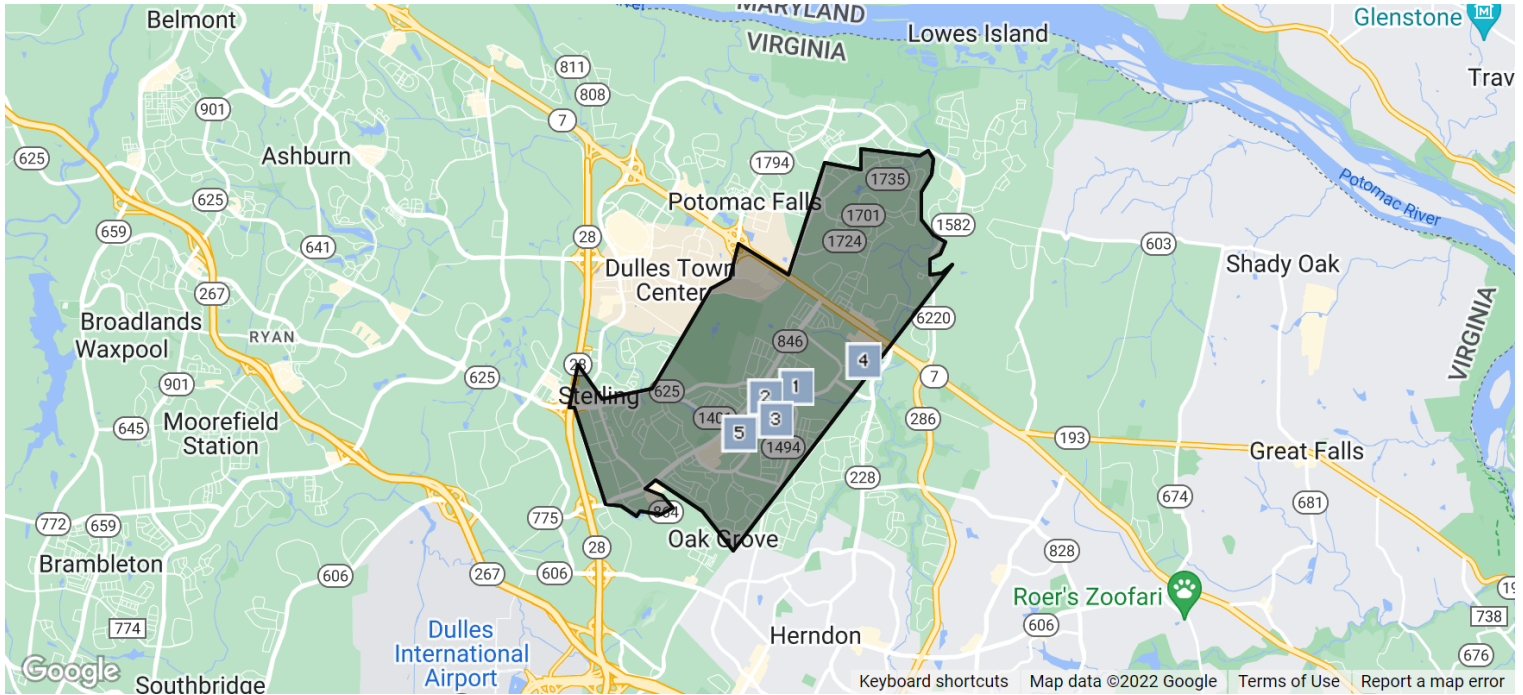 Belmont
MARYLAND
VIRGINIA
Lowes Island
Glenstone
Trav
811
808
901
7
625
Ashburn
1794
1735
Potomac River
Potomac Falls
625
1701
659
641
28
1724
1582
603
Dulles Town
Center
Shady Oak
267
6220
VIRGINIA
Broadlands
Waxpool
RYAN
846
28
4
625
7
901
Sterling
625
2
1
1401
3
286
645
Moorefield
Station
5
1494
193
Great Falls
228
674
681
772
659
775
864
Oak Grove
28
828
Brambleton
606
267
606
Roer's Zoofari
19
738
774
Dulles
International
Airport
Herndon
606
676
Google
Southbridge
Keyboard shortcuts
Map data ©2022 Google
Terms of Use
Report a map error